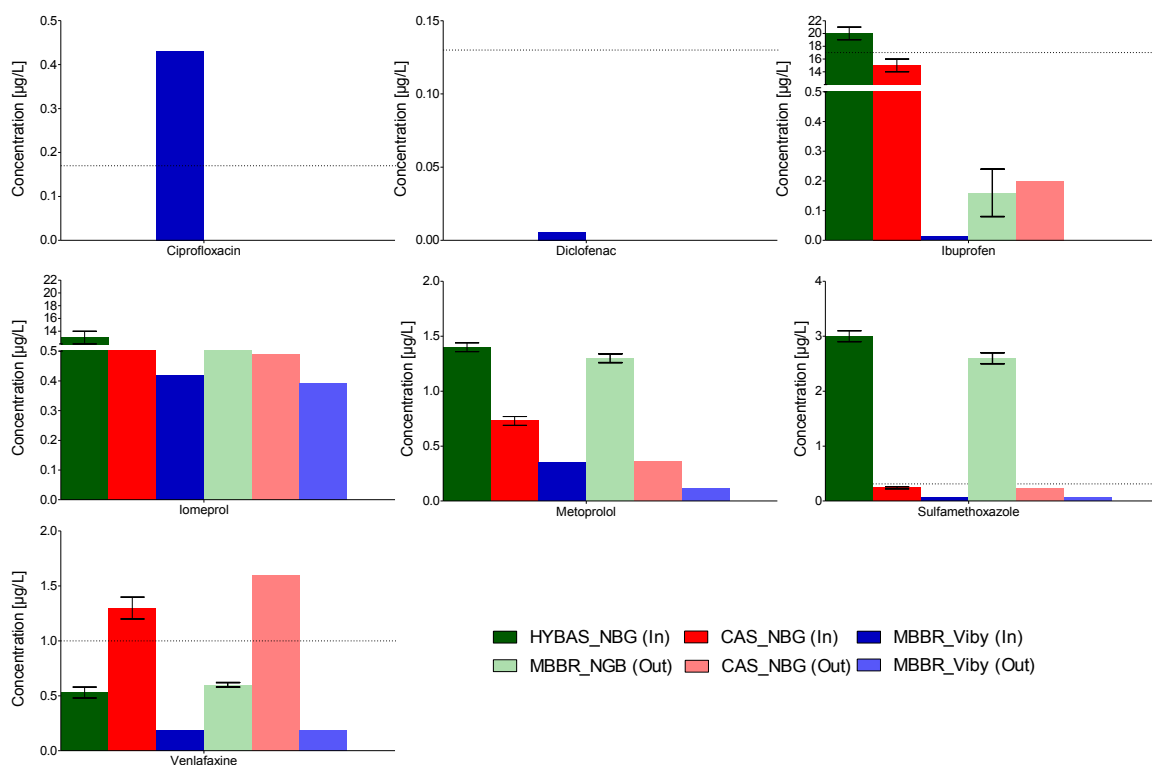 Concentration [µg/L]
0.5
0.4
0.3
0.2
0.1
0.0
Ciprofloxacin
Concentration [µg/L]
0.15
0.10
0.05
0.00
Diclofenac
Concentration [µg/L]
22
20
18
16
14
0.5
0.4
0.3
0.2
0.1
0.0
Ibuprofen
Concentration [µg/L]
22
20
18
16
14
0.5
0.4
0.3
0.2
0.1
0.0
Iomeprol
Concentration [µg/L]
2.0
1.5
1.0
0.5
0.0
Metoprolol
Concentration [µg/L]
4
3
2
1
0
Sulfamethoxazole
Concentration [µg/L]
2.0
1.5
1.0
0.5
0.0
Venlafaxine
HYBAS_NBG (In) CAS_NBG (In) MBBR_Viby (In)
MBBR_NGB (Out) CAS_NBG (Out) MBBR_Viby (Out)